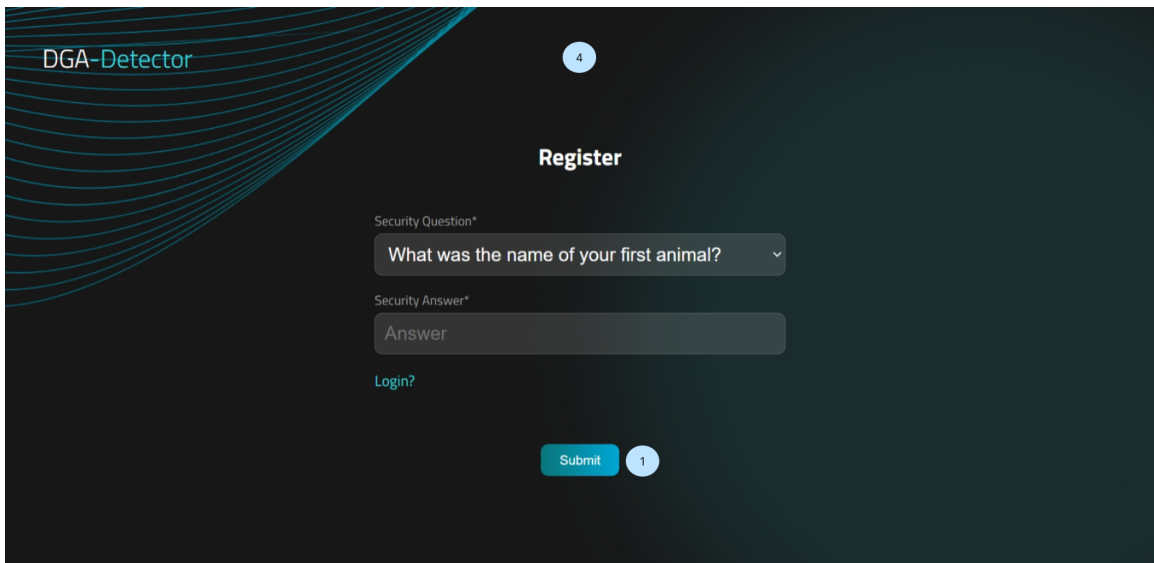 DGA-Detector
4
Register
Security Question*
What was the name of your first animal?
Security Answer*
Answer
Login?
Submit
1